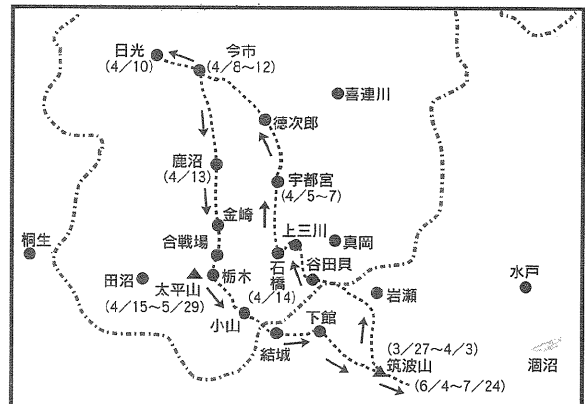 日光
(4/10)
今市
(4/8〜12)
喜連川
徳次郎
鹿沼
(4/13)
宇都宮
(4/5〜7)
金崎
上三川
真岡
合戦場
桐生
石橋
(4/14)
谷田貝
田沼
太平山
(4/15〜5/29)
栃木
岩瀬
水戸
小山
下館
結城
(3/27〜4/3)
筑波山
(6/4〜7/24)
涸沼